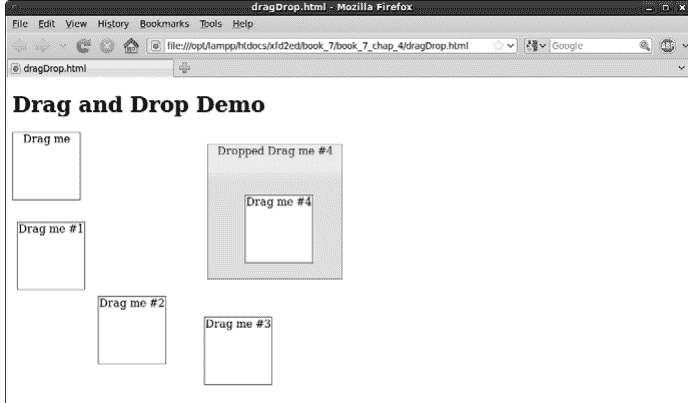 dragDrop.html - Mozilla Firefox
File Edit View History Bookmarks Tools Help
file:///opt/lampp/htdocs/xfd2ed/book_7/book_7_chap_4/dragDrop.html
Google
ABP
dragDrop.html
Drag and Drop Demo
Drag me
Dropped Drag me #4
Drag me #4
Drag me #1
Drag me #2
Drag me #3